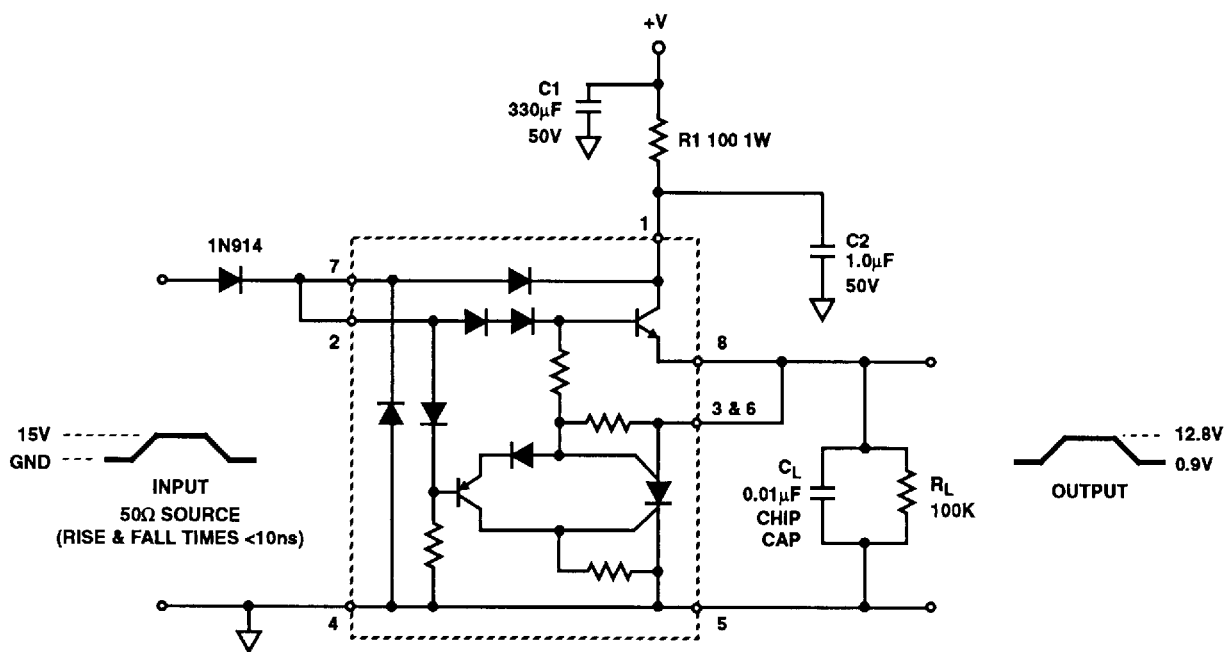 +V
C1
330μF
50V
R1 100 1W
1
C2
1.0μF
50V
1N914
7
2
8
3 & 6
15V
GND
INPUT
50Ω SOURCE
(RISE & FALL TIMES <10ns)
CL
0.01μF
CHIP
CAP
RL
100K
12.8V
0.9V
OUTPUT
4
5